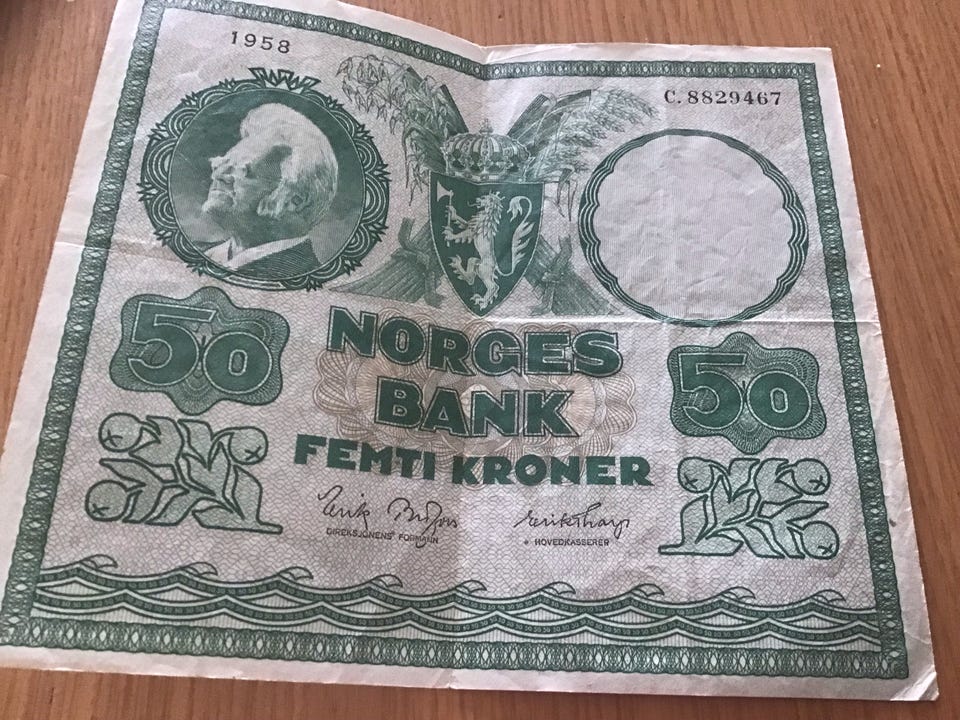 1958
C.8829467
50
50
NORGES
BANK
FEMTI KRONER
DIREKSJONENS FORMANN
HOVEDKASSERER